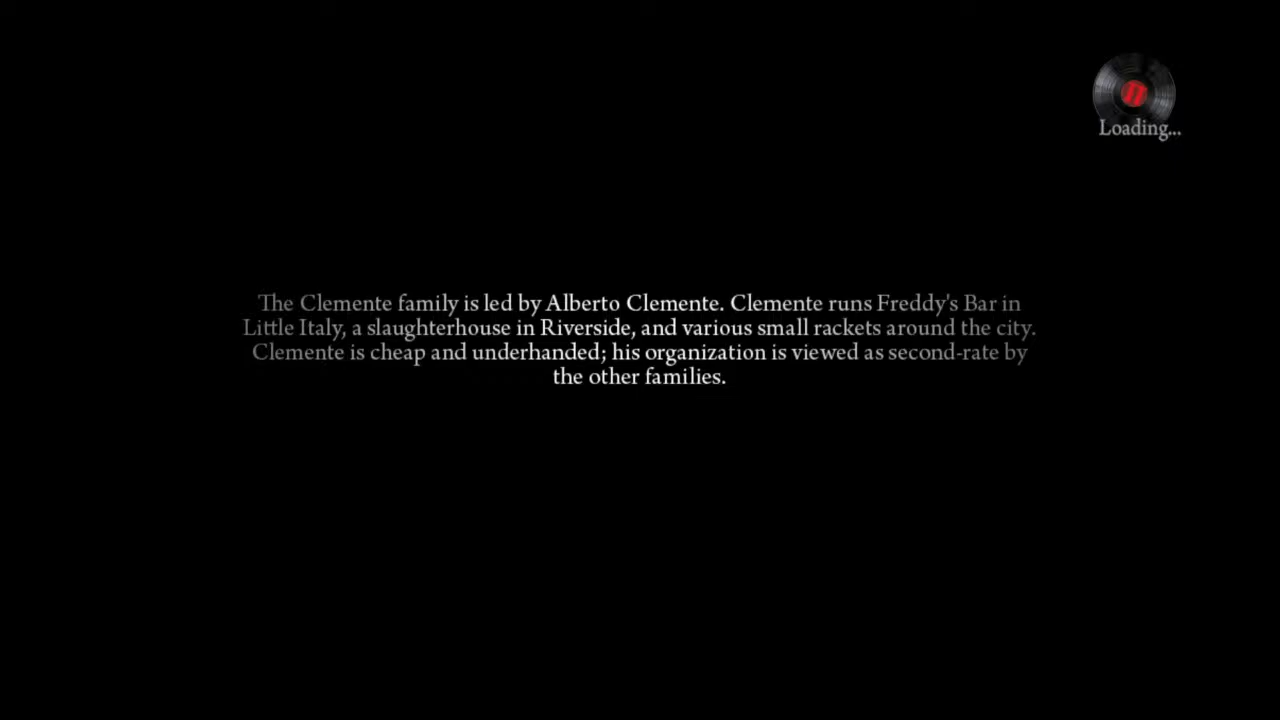 Loading...
The Clemente family is led by Alberto Clemente. Clemente runs Freddy's Bar in
Little Italy, a slaughterhouse in Riverside, and various small rackets around the city.
Clemente is cheap and underhanded; his organization is viewed as second-rate by
the other families.